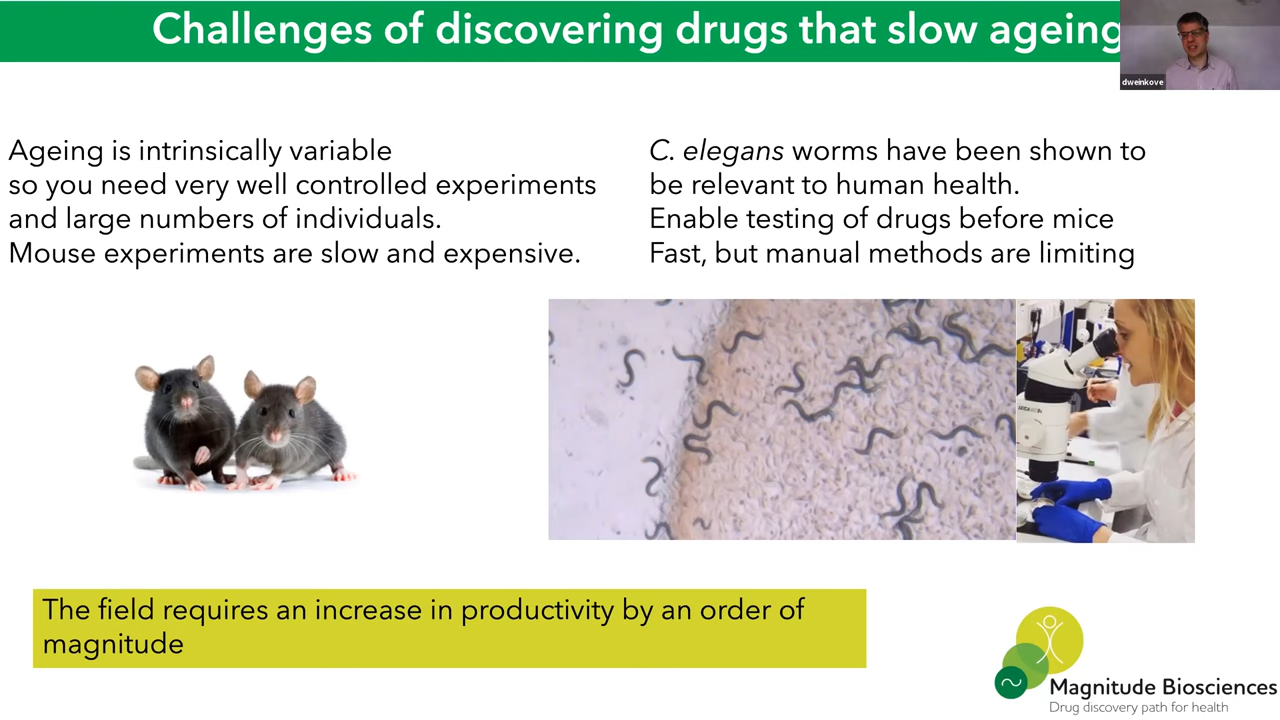 Challenges of discovering drugs that slow ageing
dweinkove
Ageing is intrinsically variable
so you need very well controlled experiments
and large numbers of individuals.
Mouse experiments are slow and expensive.
C. elegans worms have been shown to
be relevant to human health.
Enable testing of drugs before mice
Fast, but manual methods are limiting
The field requires an increase in productivity by an order of
magnitude
Magnitude Biosciences
Drug discovery path for health